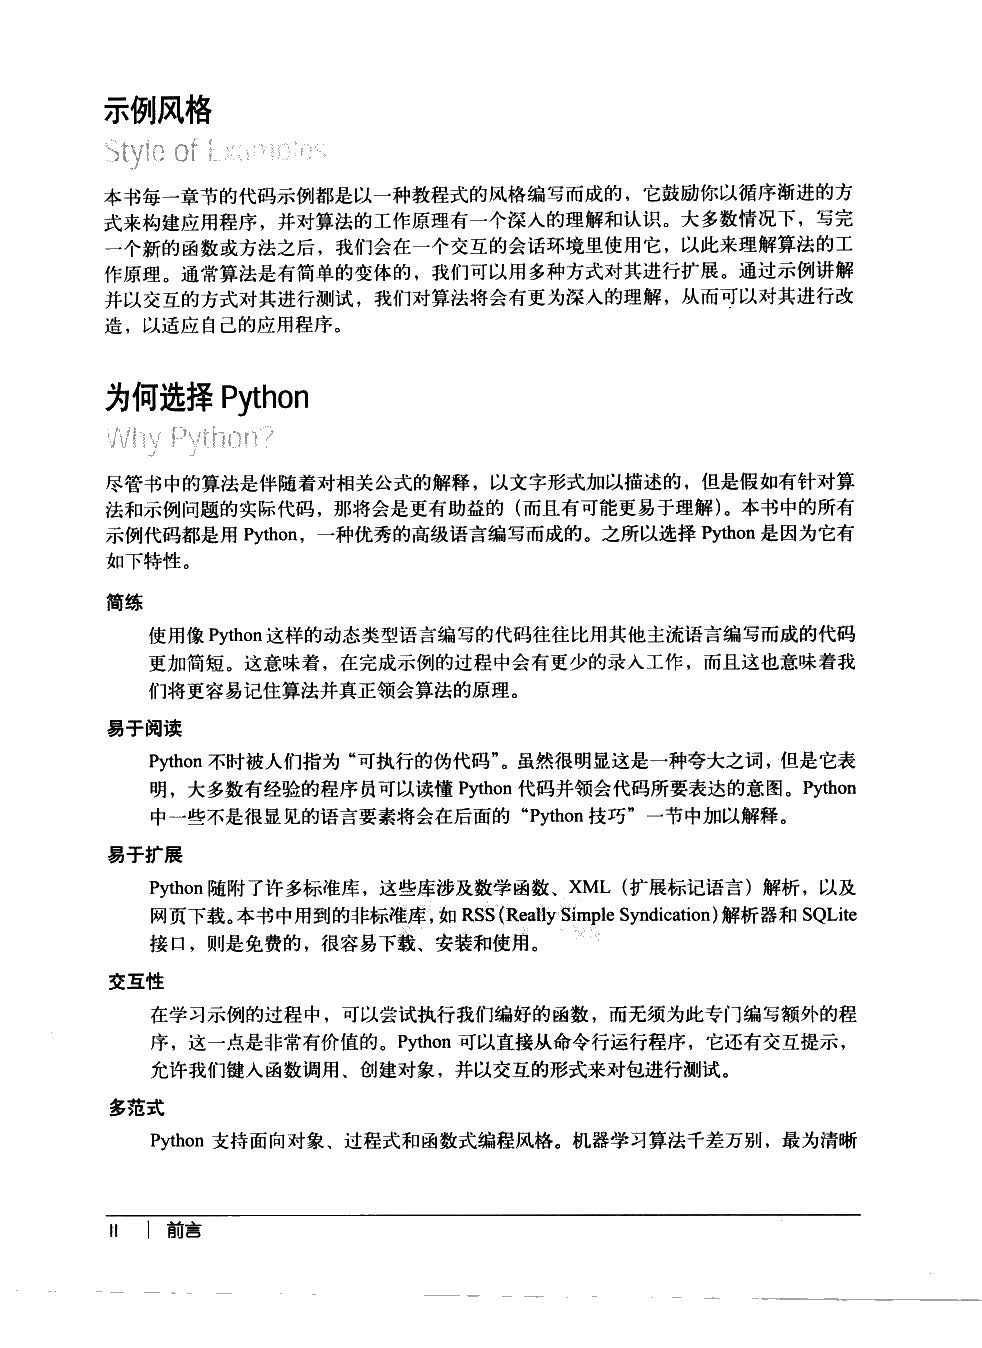 示例风格
Style of Examples
本书每一章节的代码示例都是以一种教程式的风格编写而成的，它鼓励你以循序渐进的方
式来构建应用程序，并对算法的工作原理有一个深入的理解和认识。大多数情况下，写完
一个新的函数或方法之后，我们会在一个交互的会话环境里使用它，以此来理解算法的工
作原理。通常算法是有简单的变体的，我们可以用多种方式对其进行扩展。通过示例讲解
并以交互的方式对其进行测试，我们对算法将会有更为深入的理解，从而可以对其进行改
造，以适应自己的应用程序。
为何选择 Python
Why Python?
尽管书中的算法是伴随着对相关公式的解释，以文字形式加以描述的，但是假如有针对算
法和示例问题的实际代码，那将会是更有助益的（而且有可能更易于理解）。本书中的所有
示例代码都是用 Python，一种优秀的高级语言编写而成的。之所以选择 Python 是因为它有
如下特性。
简练
使用像 Python 这样的动态类型语言编写的代码往往比用其他主流语言编写而成的代码
更加简短。这意味着，在完成示例的过程中会有更少的录入工作，而且这也意味着我
们将更容易记住算法并真正领会算法的原理。
易于阅读
Python 不时被人们指为“可执行的伪代码”。虽然很明显这是一种夸大之词，但是它表
明，大多数有经验的程序员可以读懂 Python 代码并领会代码所要表达的意图。Python
中一些不是很显见的语言要素将会在后面的“Python 技巧”一节中加以解释。
易于扩展
Python 随附了许多标准库，这些库涉及数学函数、XML（扩展标记语言）解析，以及
网页下载。本书中用到的非标准库，如 RSS（Really Simple Syndication）解析器和 SQLite
接口，则是免费的，很容易下载、安装和使用。
交互性
在学习示例的过程中，可以尝试执行我们编好的函数，而无须为此专门编写额外的程
序，这一点是非常有价值的。Python 可以直接从命令行运行程序，它还有交互提示，
允许我们键入函数调用、创建对象，并以交互的形式来对包进行测试。
多范式
Python 支持面向对象、过程式和函数式编程风格。机器学习算法千差万别，最为清晰
II | 前言